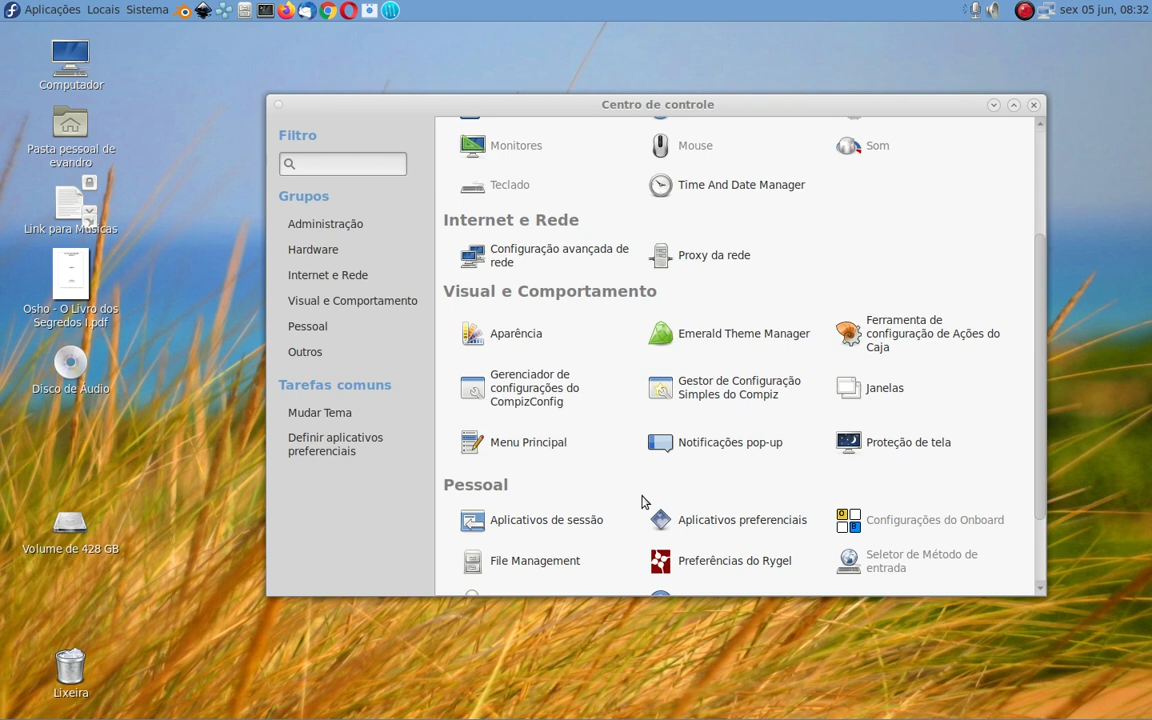 Aplicações Locais Sistema
sex 05 jun, 08:32
Computador
Pasta pessoal de
evandro
Link para Músicas
Osho - O Livro dos
Segredos I.pdf
Disco de Áudio
Volume de 428 GB
Lixeira
Centro de controle
Filtro
Grupos
Administração
Hardware
Internet e Rede
Visual e Comportamento
Pessoal
Outros
Tarefas comuns
Mudar Tema
Definir aplicativos
preferenciais
Monitores
Mouse
Som
Teclado
Time And Date Manager
Internet e Rede
Configuração avançada de
rede
Proxy da rede
Visual e Comportamento
Aparência
Emerald Theme Manager
Ferramenta de
configuração de Ações do
Caja
Gerenciador de
configurações do
CompizConfig
Gestor de Configuração
Simples do Compiz
Janelas
Menu Principal
Notificações pop-up
Proteção de tela
Pessoal
Aplicativos de sessão
Aplicativos preferenciais
Configurações do Onboard
File Management
Preferências do Rygel
Seletor de Método de
entrada